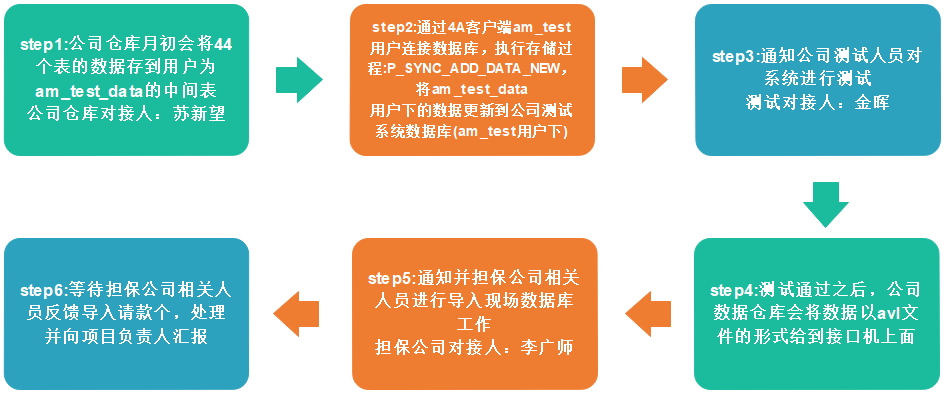 step1:公司仓库月初会将44
个表的数据存到用户为
am_test_data的中间表
公司仓库对接人：苏新望
step2:通过4A客户端am_test
用户连接数据库，执行存储过
程:P_SYNC_ADD_DATA_NEW，
将am_test_data
用户下的数据更新到公司测试
系统数据库(am_test用户下)
step3:通知公司测试人员对
系统进行测试
测试对接人：金晖
step4:测试通过之后，公司
数据仓库会将数据以avl文
件的形式给到接口机上面
step5:通知并担保公司相关
人员进行导入现场数据库
工作
担保公司对接人：李广师
step6:等待担保公司相关人
员反馈导入请款个，处理
并向项目负责人汇报